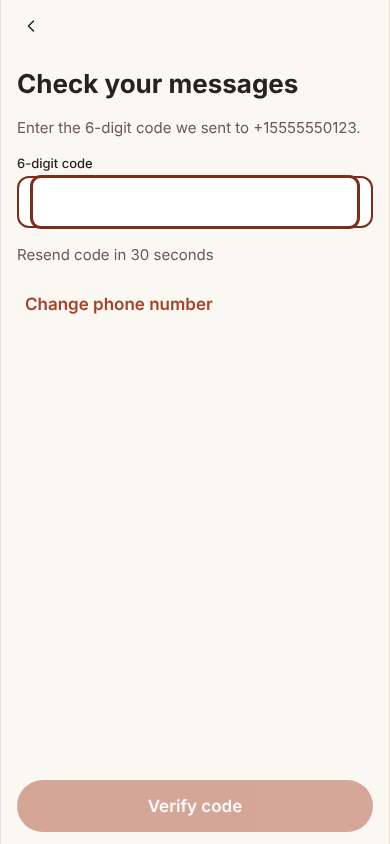 Check your messages
Enter the 6-digit code we sent to +15555550123.
6-digit code
Resend code in 30 seconds
Change phone number
Verify code